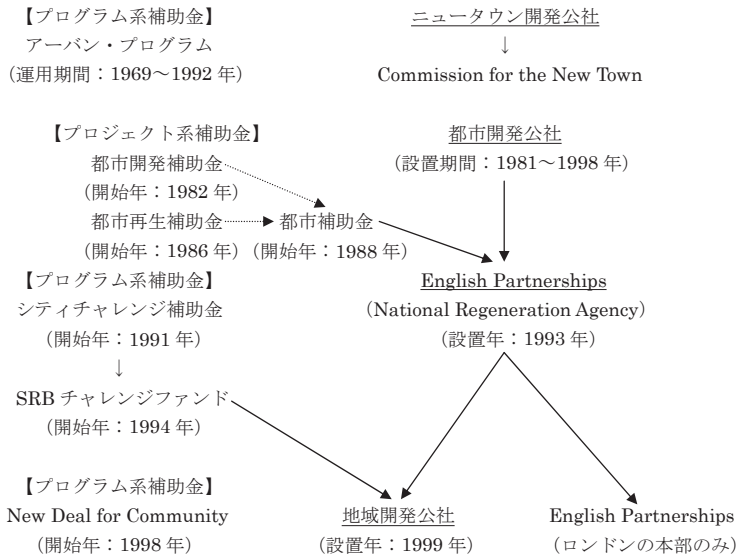 【プログラム系補助金】
アーバン・プログラム
(運用期間：1969～1992 年)
ニュータウン開発公社
↓
Commission for the New Town
【プロジェクト系補助金】
都市開発補助金
(開始年：1982 年)
都市再生補助金
(開始年：1986 年)
都市補助金
(開始年：1988 年)
都市開発公社
(設置期間：1981～1998 年)
【プログラム系補助金】
シティチャレンジ補助金
(開始年：1991 年)
↓
SRB チャレンジファンド
(開始年：1994 年)
English Partnerships
(National Regeneration Agency)
(設置年：1993 年)
【プログラム系補助金】
New Deal for Community
(開始年：1998 年)
地域開発公社
(設置年：1999 年)
English Partnerships
(ロンドンの本部のみ)